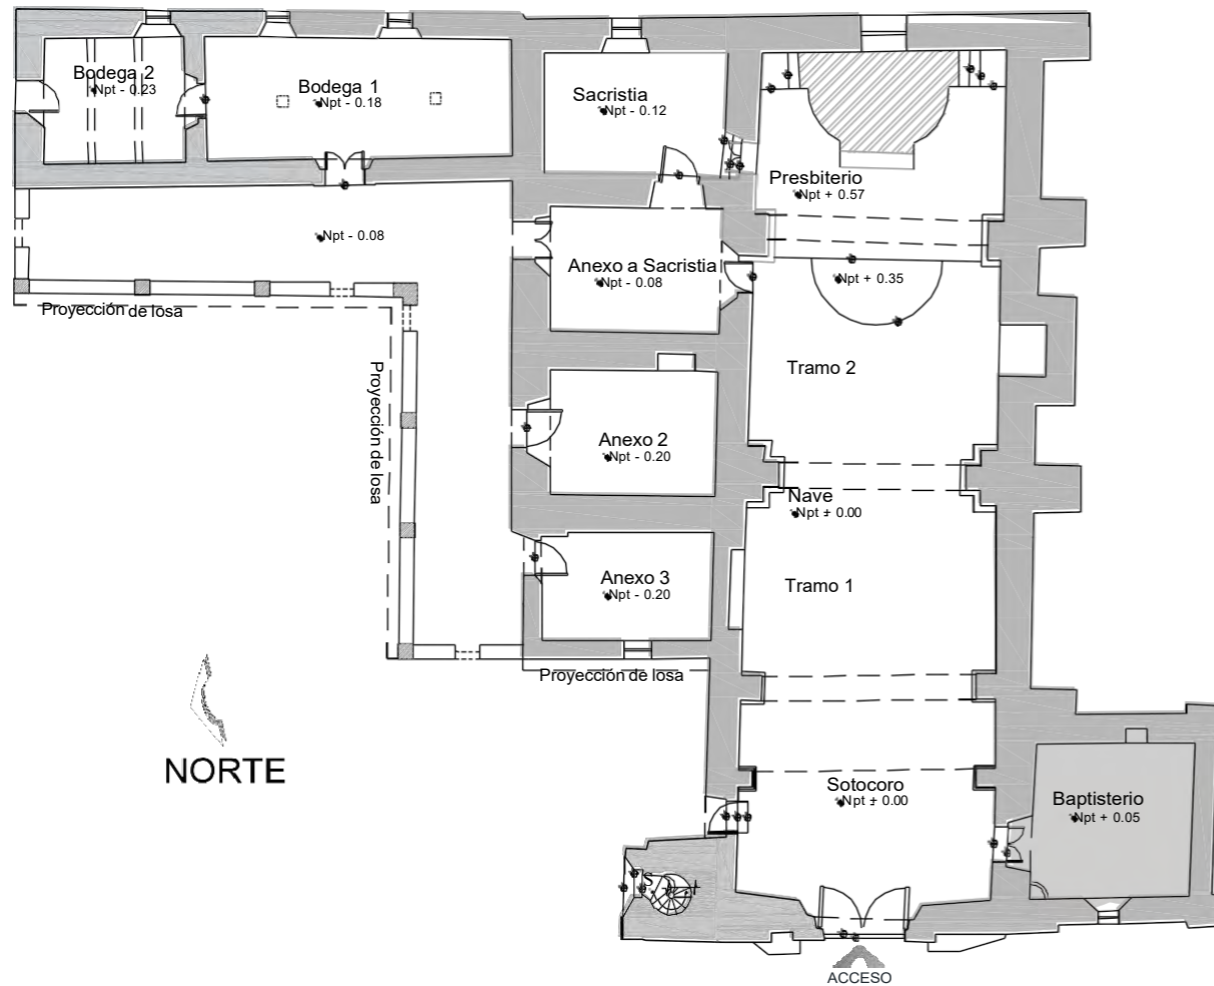 Bodega 2
Npt - 0.23
Bodega 1
Npt - 0.18
Sacristia
Npt - 0.12
Presbiterio
Npt + 0.57
Npt - 0.08
Anexo a Sacristia
Npt - 0.08
Npt + 0.35
Proyección de losa
Proyección de losa
Tramo 2
Anexo 2
Npt - 0.20
Nave
Npt ± 0.00
Anexo 3
Npt - 0.20
Tramo 1
Proyección de losa
NORTE
Sotocoro
Npt ± 0.00
Baptisterio
Npt + 0.05
ACCESO